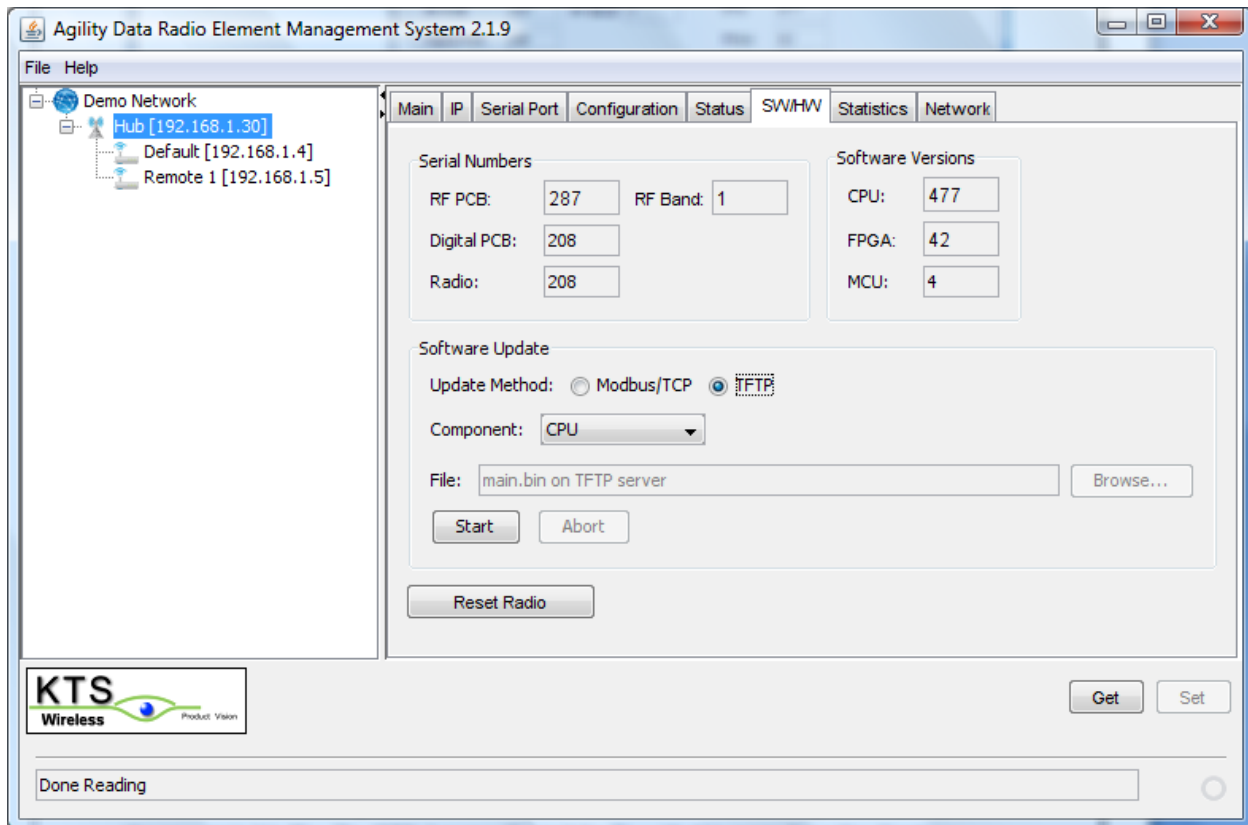 Agility Data Radio Element Management System 2.1.9
File Help
Demo Network
Hub [192.168.1.30]
Default [192.168.1.4]
Remote 1 [192.168.1.5]
Main IP Serial Port Configuration Status SW/HW Statistics Network
Serial Numbers
RF PCB: 287 RF Band: 1
Digital PCB: 208
Radio: 208
Software Versions
CPU: 477
FPGA: 42
MCU: 4
Software Update
Update Method: Modbus/TCP TFTP
Component: CPU
File: main.bin on TFTP server Browse...
Start Abort
Reset Radio
KTS
Wireless Product Vision
Get Set
Done Reading